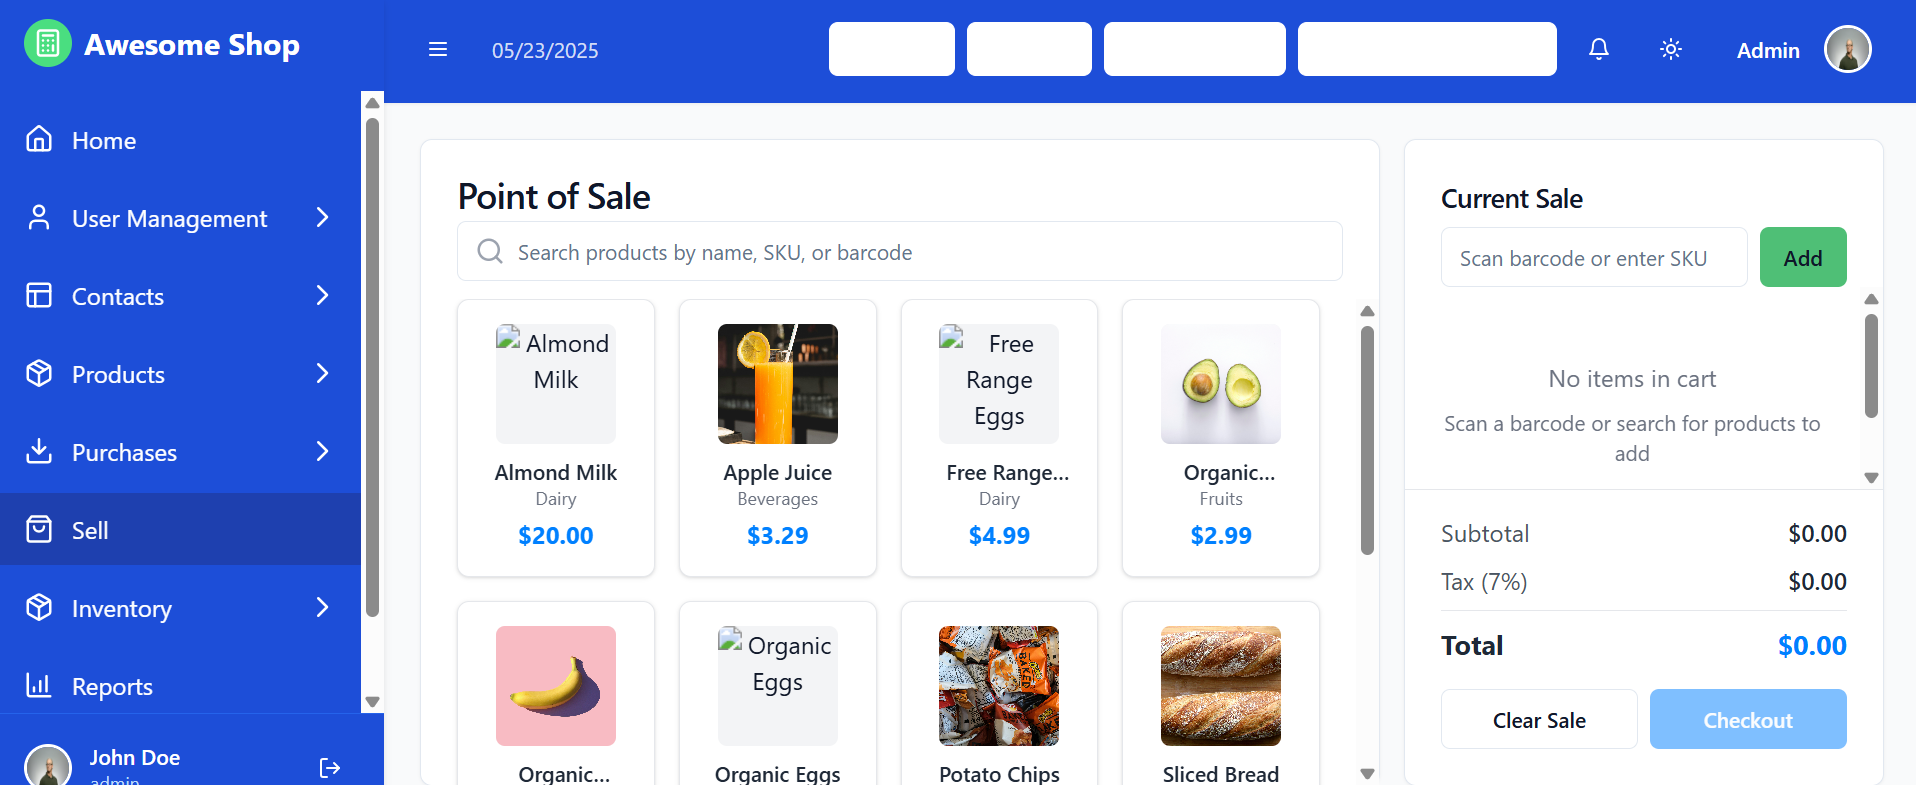 Awesome Shop
05/23/2025
Admin
Home
User Management
Contacts
Products
Purchases
Sell
Inventory
Reports
John Doe
admin
Point of Sale
Search products by name, SKU, or barcode
Almond
Milk
Almond Milk
Dairy
$20.00
Apple Juice
Beverages
$3.29
Free
Range
Eggs
Free Range...
Dairy
$4.99
Organic...
Fruits
$2.99
Organic...
Organic
Eggs
Organic Eggs
BAKED
Potato Chips
Sliced Bread
Current Sale
Scan barcode or enter SKU
Add
No items in cart
Scan a barcode or search for products to
add
Subtotal
$0.00
Tax (7%)
$0.00
Total
$0.00
Clear Sale
Checkout